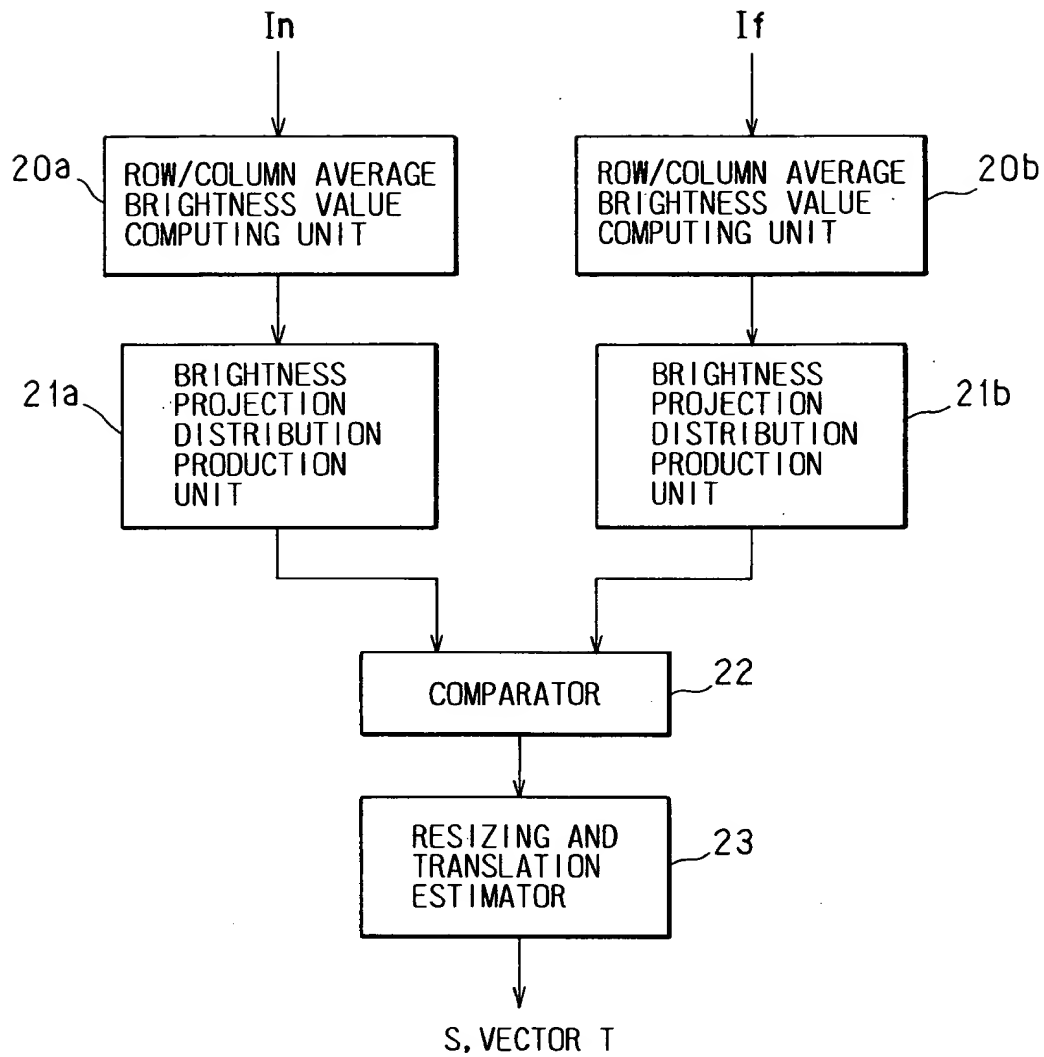 In
If
20a
ROW/COLUMN AVERAGE
BRIGHTNESS VALUE
COMPUTING UNIT
ROW/COLUMN AVERAGE
BRIGHTNESS VALUE
COMPUTING UNIT
20b
21a
BRIGHTNESS
PROJECTION
DISTRIBUTION
PRODUCTION
UNIT
BRIGHTNESS
PROJECTION
DISTRIBUTION
PRODUCTION
UNIT
21b
COMPARATOR
22
RESIZING AND
TRANSLATION
ESTIMATOR
23
S, VECTOR T